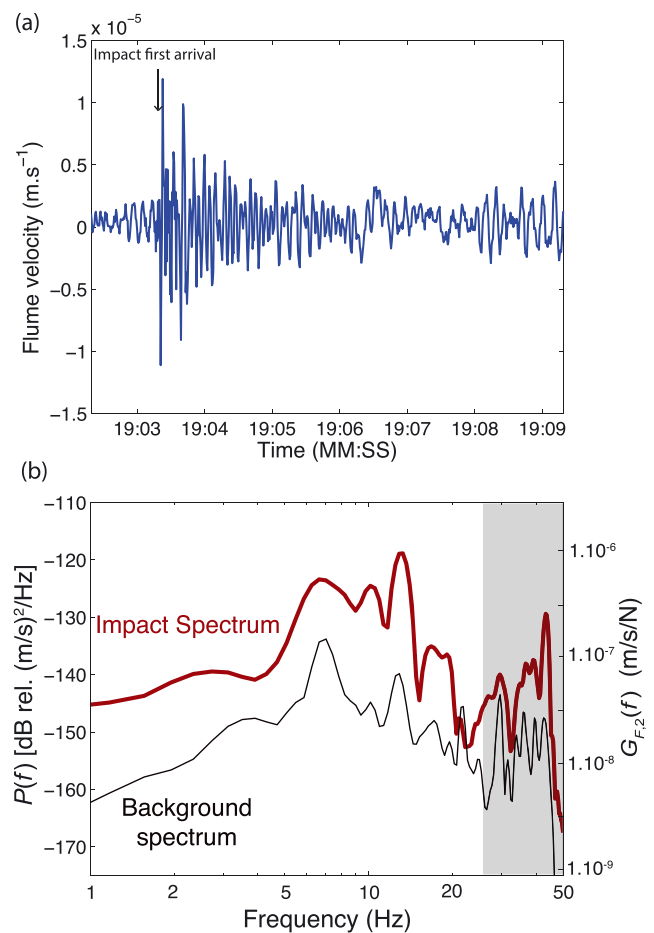 (a)
x 10⁻⁵
Impact first arrival
1.5
1
0.5
0
−0.5
−1
−1.5
Flume velocity (m.s⁻¹)
19:03 19:04 19:05 19:06 19:07 19:08 19:09
Time (MM:SS)
(b)
−110
−120
−130
−140
−150
−160
−170
P(f) [dB rel. (m/s)²/Hz]
Impact Spectrum
Background
spectrum
1.10⁻⁶
1.10⁻⁷
1.10⁻⁸
1.10⁻⁹
G_F,2(f) (m/s/N)
1 2 5 10 20 50
Frequency (Hz)